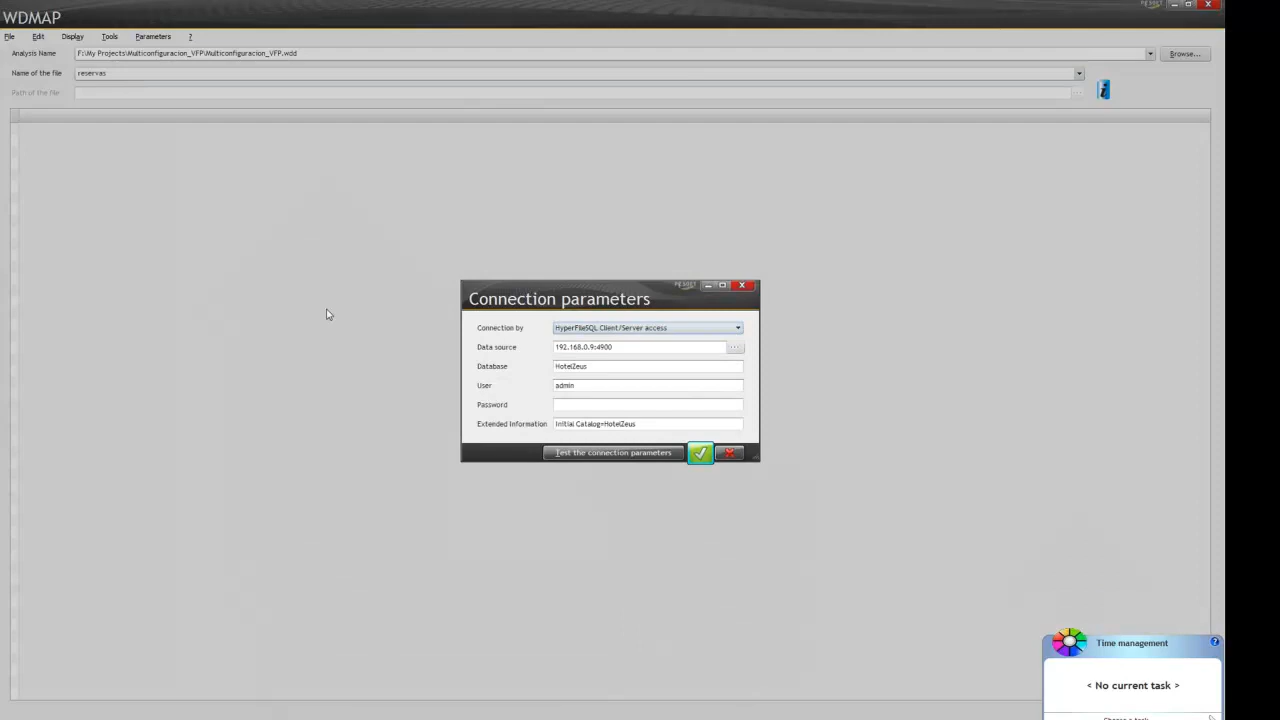 WDMAP
File Edit Display Tools Parameters ?
Analysis Name F:\My Projects\Multiconfiguracion_VFP\Multiconfiguracion_VFP.wdd Browse...
Name of the file reservas
Path of the file
Connection parameters
Connection by HyperFileSQL Client/Server access
Data source 192.168.0.9:4900
Database HotelZeus
User admin
Password
Extended Information Initial Catalog=HotelZeus
Test the connection parameters
Time management
< No current task >
Choose a task